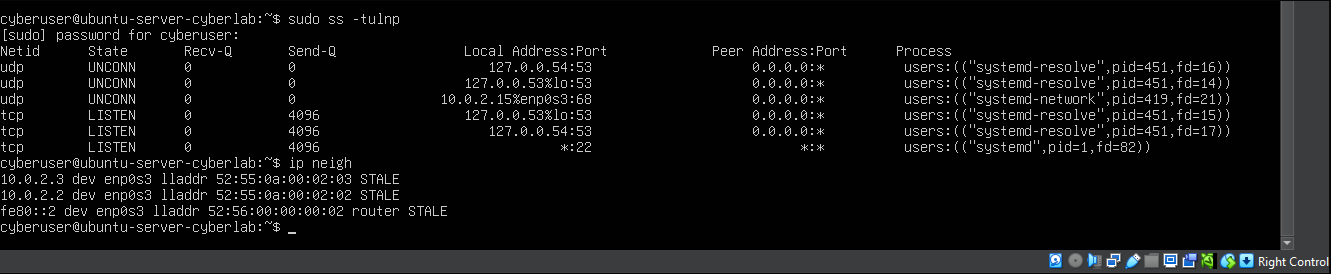 cyberuser@ubuntu-server-cyberlab:~$ sudo ss -tulnp
[sudo] password for cyberuser:
Netid State Recv-Q Send-Q Local Address:Port Peer Address:Port Process
udp UNCONN 0 0 127.0.0.54:53 0.0.0.0:* users:(("systemd-resolve",pid=451,fd=16))
udp UNCONN 0 0 127.0.0.53%lo:53 0.0.0.0:* users:(("systemd-resolve",pid=451,fd=14))
udp UNCONN 0 0 10.0.2.15%enp0s3:68 0.0.0.0:* users:(("systemd-network",pid=419,fd=21))
tcp LISTEN 0 4096 127.0.0.53%lo:53 0.0.0.0:* users:(("systemd-resolve",pid=451,fd=15))
tcp LISTEN 0 4096 127.0.0.54:53 0.0.0.0:* users:(("systemd-resolve",pid=451,fd=17))
tcp LISTEN 0 4096 *:22 *:* users:(("systemd",pid=1,fd=82))
cyberuser@ubuntu-server-cyberlab:~$ ip neigh
10.0.2.3 dev enp0s3 lladdr 52:55:0a:00:02:03 STALE
10.0.2.2 dev enp0s3 lladdr 52:55:0a:00:02:02 STALE
fe80::2 dev enp0s3 lladdr 52:56:00:00:00:02 router STALE
cyberuser@ubuntu-server-cyberlab:~$ _
Right Control